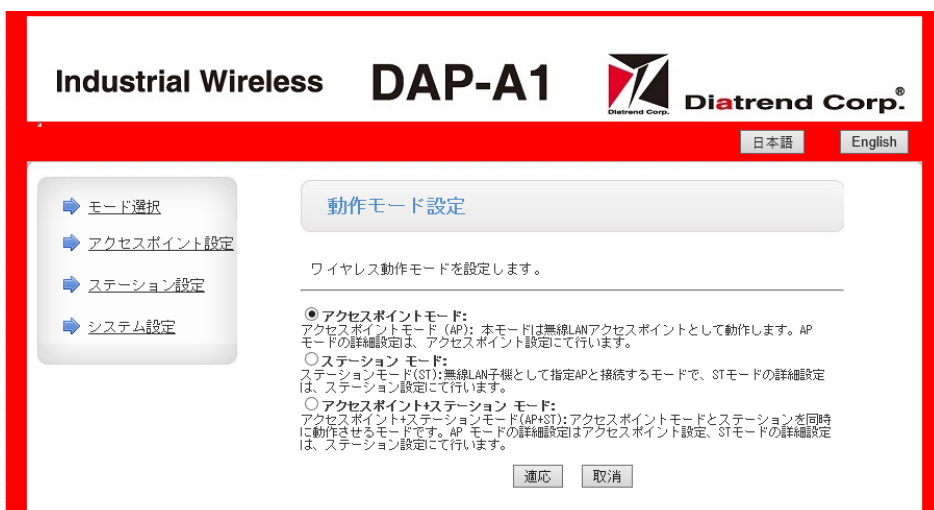 Industrial Wireless DAP-A1 Diatrend Corp. Diatrend Corp.®
日本語 English
モード選択
アクセスポイント設定
ステーション設定
システム設定
動作モード設定
ワイヤレス動作モードを設定します。
アクセスポイントモード:
アクセスポイントモード (AP): 本モードは無線LANアクセスポイントとして動作します。AP
モードの詳細設定は、アクセスポイント設定にて行います。
ステーション モード:
ステーションモード(ST):無線LAN子機として指定APと接続するモードで、STモードの詳細設定
は、ステーション設定にて行います。
アクセスポイント+ステーション モード:
アクセスポイント+ステーションモード(AP+ST):アクセスポイントモードとステーションを同時
に動作させるモードです。AP モードの詳細設定はアクセスポイント設定、STモードの詳細設定
は、ステーション設定にて行います。
適応 取消